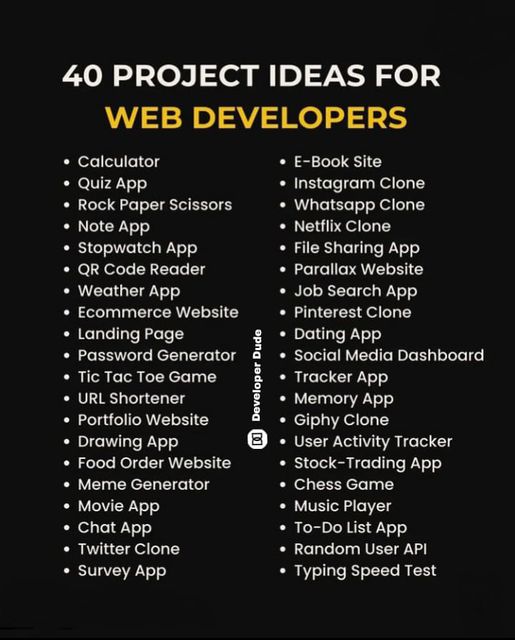 40 PROJECT IDEAS FOR
WEB DEVELOPERS
• Calculator
• Quiz App
• Rock Paper Scissors
• Note App
• Stopwatch App
• QR Code Reader
• Weather App
• Ecommerce Website
• Landing Page
• Password Generator
• Tic Tac Toe Game
• URL Shortener
• Portfolio Website
• Drawing App
• Food Order Website
• Meme Generator
• Movie App
• Chat App
• Twitter Clone
• Survey App
Developer Dude
• E-Book Site
• Instagram Clone
• Whatsapp Clone
• Netflix Clone
• File Sharing App
• Parallax Website
• Job Search App
• Pinterest Clone
• Dating App
• Social Media Dashboard
• Tracker App
• Memory App
• Giphy Clone
• User Activity Tracker
• Stock-Trading App
• Chess Game
• Music Player
• To-Do List App
• Random User API
• Typing Speed Test